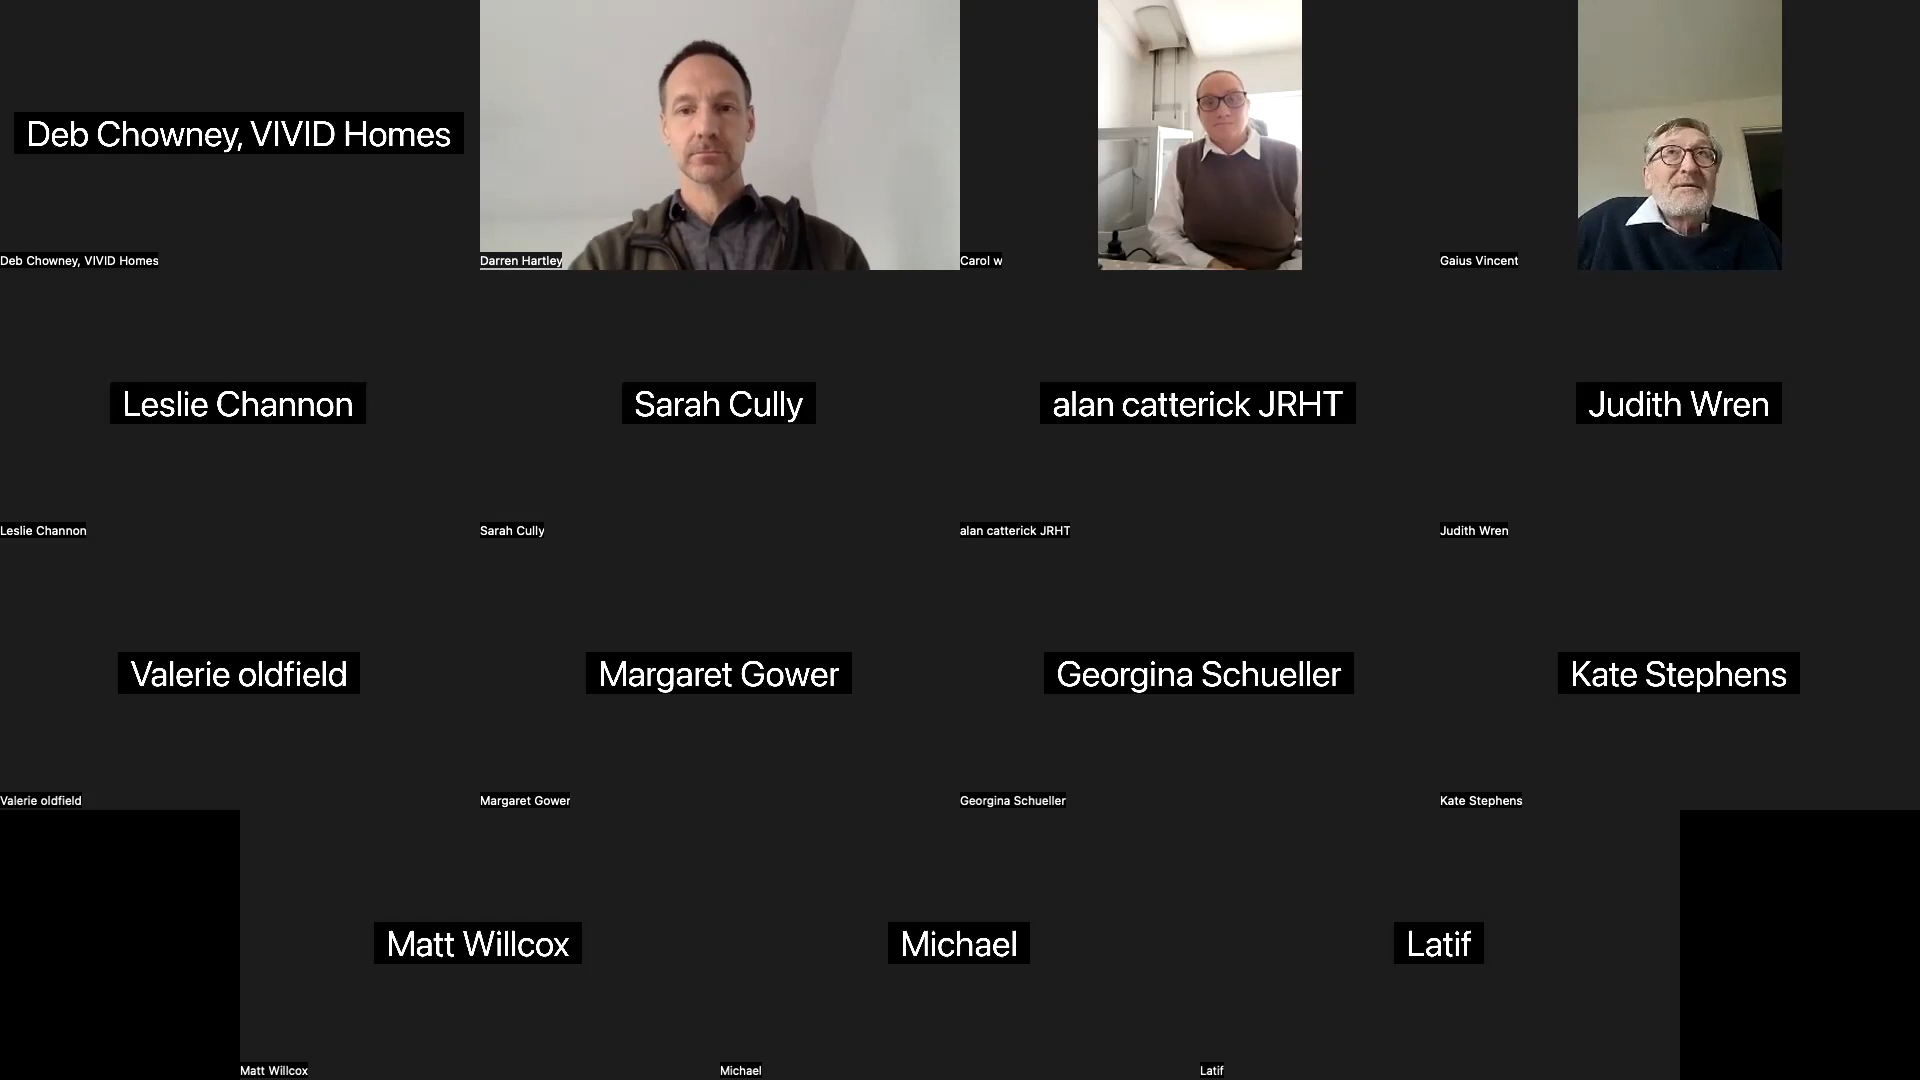 Deb Chowney, VIVID Homes
Deb Chowney, VIVID Homes
Darren Hartley
Carol w
Gaius Vincent
Leslie Channon
Sarah Cully
alan catterick JRHT
Judith Wren
Leslie Channon
Sarah Cully
alan catterick JRHT
Judith Wren
Valerie oldfield
Margaret Gower
Georgina Schueller
Kate Stephens
Valerie oldfield
Margaret Gower
Georgina Schueller
Kate Stephens
Matt Willcox
Michael
Latif
Matt Willcox
Michael
Latif